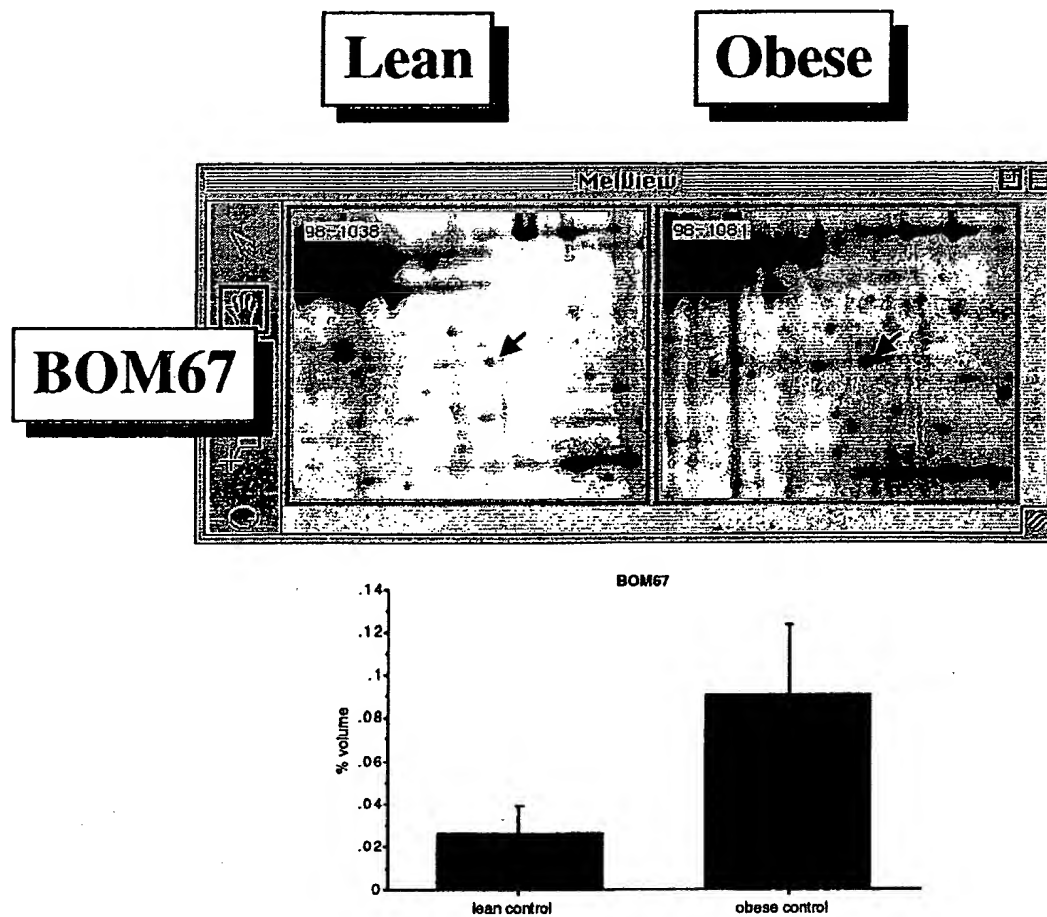 Lean
Obese
MelView
98-1038
98-1081
BOM67
BOM67
.14
.12
.1
.08
.06
.04
.02
0
% volume
lean control
obese control